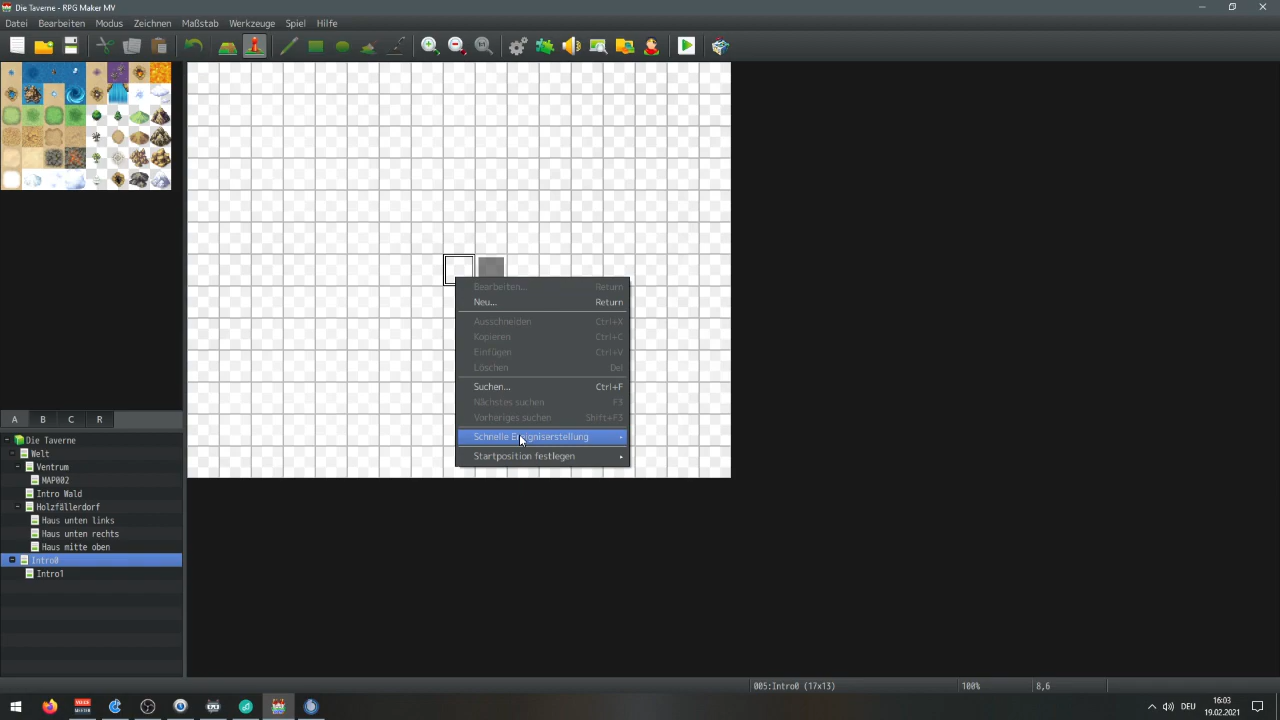 Die Taverne - RPG Maker MV
Datei Bearbeiten Modus Zeichnen Maßstab Werkzeuge Spiel Hilfe
Bearbeiten... Return
Neu... Return
Ausschneiden Ctrl+X
Kopieren Ctrl+C
Einfügen Ctrl+V
Löschen Del
Suchen... Ctrl+F
Nächstes suchen F3
Vorheriges suchen Shift+F3
Schnelle Ereigniserstellung
Startposition festlegen
A B C R
Die Taverne
Welt
Ventrum
MAP002
Intro Wald
Holzfällerdorf
Haus unten links
Haus unten rechts
Haus mitte oben
Intro0
Intro1
005:Intro0 (17x13) 100% 8,6
DEU
16:03
19.02.2021